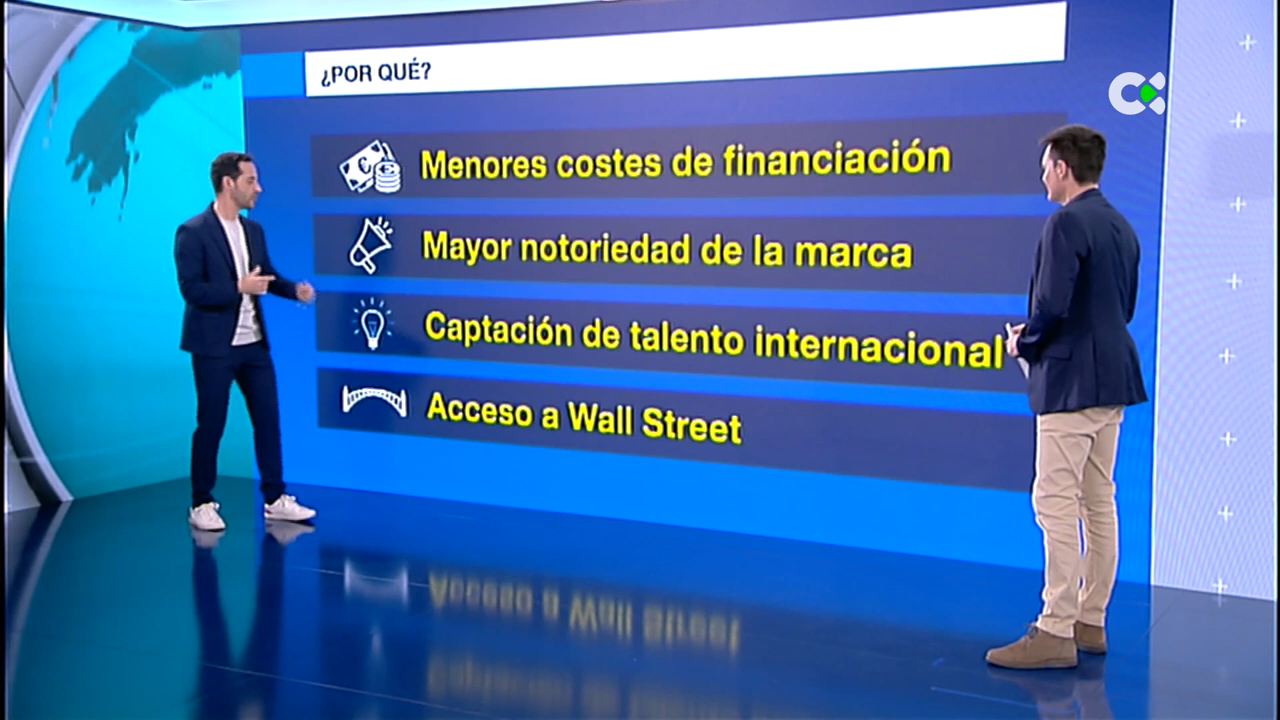 ¿POR QUÉ?
Menores costes de financiación
Mayor notoriedad de la marca
Captación de talento internacional
Acceso a Wall Street